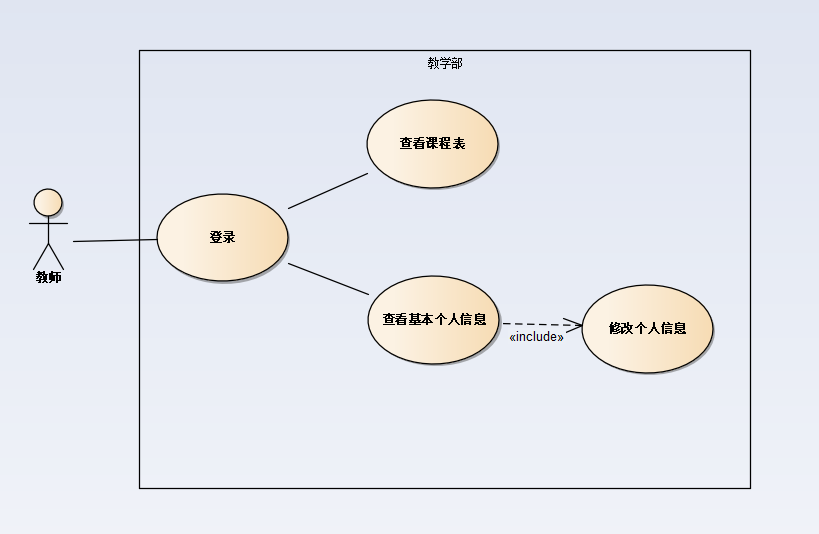 教学部
查看课程表
登录
教师
查看基本个人信息
修改个人信息
«include»